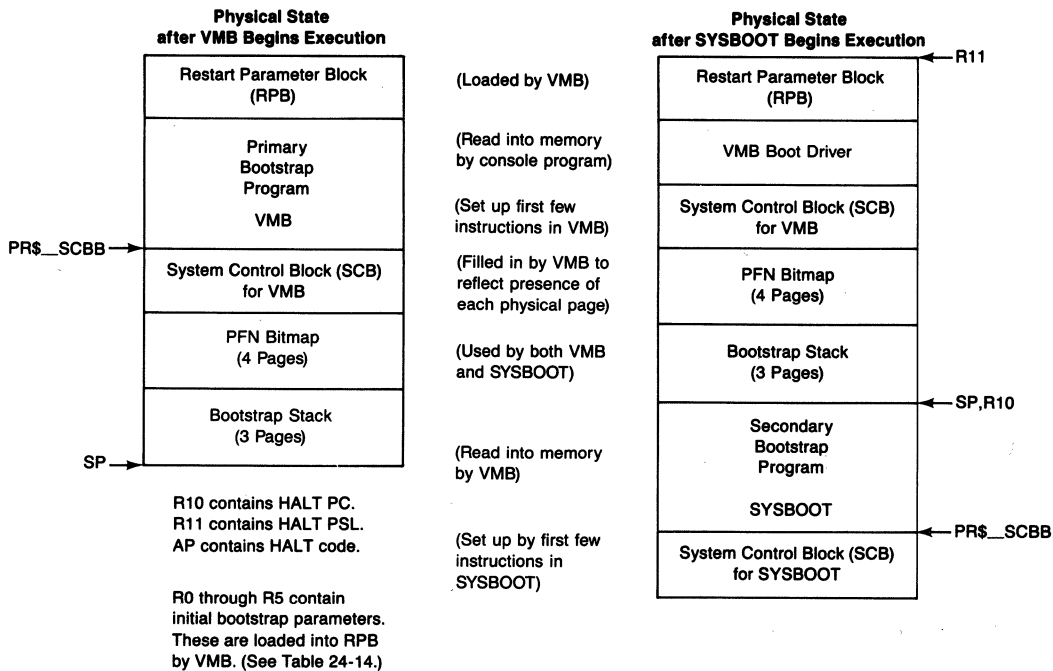 Physical State
after VMB Begins Execution
Restart Parameter Block
(RPB)
Primary
Bootstrap
Program
VMB
PR$__SCBB
System Control Block (SCB)
for VMB
PFN Bitmap
(4 Pages)
Bootstrap Stack
(3 Pages)
SP
R10 contains HALT PC.
R11 contains HALT PSL.
AP contains HALT code.
R0 through R5 contain
initial bootstrap parameters.
These are loaded into RPB
by VMB. (See Table 24-14.)
(Loaded by VMB)
(Read into memory
by console program)
(Set up first few
instructions in VMB)
(Filled in by VMB to
reflect presence of
each physical page)
(Used by both VMB
and SYSBOOT)
(Read into memory
by VMB)
(Set up by first few
instructions in
SYSBOOT)
Physical State
after SYSBOOT Begins Execution
R11
Restart Parameter Block
(RPB)
VMB Boot Driver
System Control Block (SCB)
for VMB
PFN Bitmap
(4 Pages)
Bootstrap Stack
(3 Pages)
SP,R10
Secondary
Bootstrap
Program
SYSBOOT
PR$__SCBB
System Control Block (SCB)
for SYSBOOT